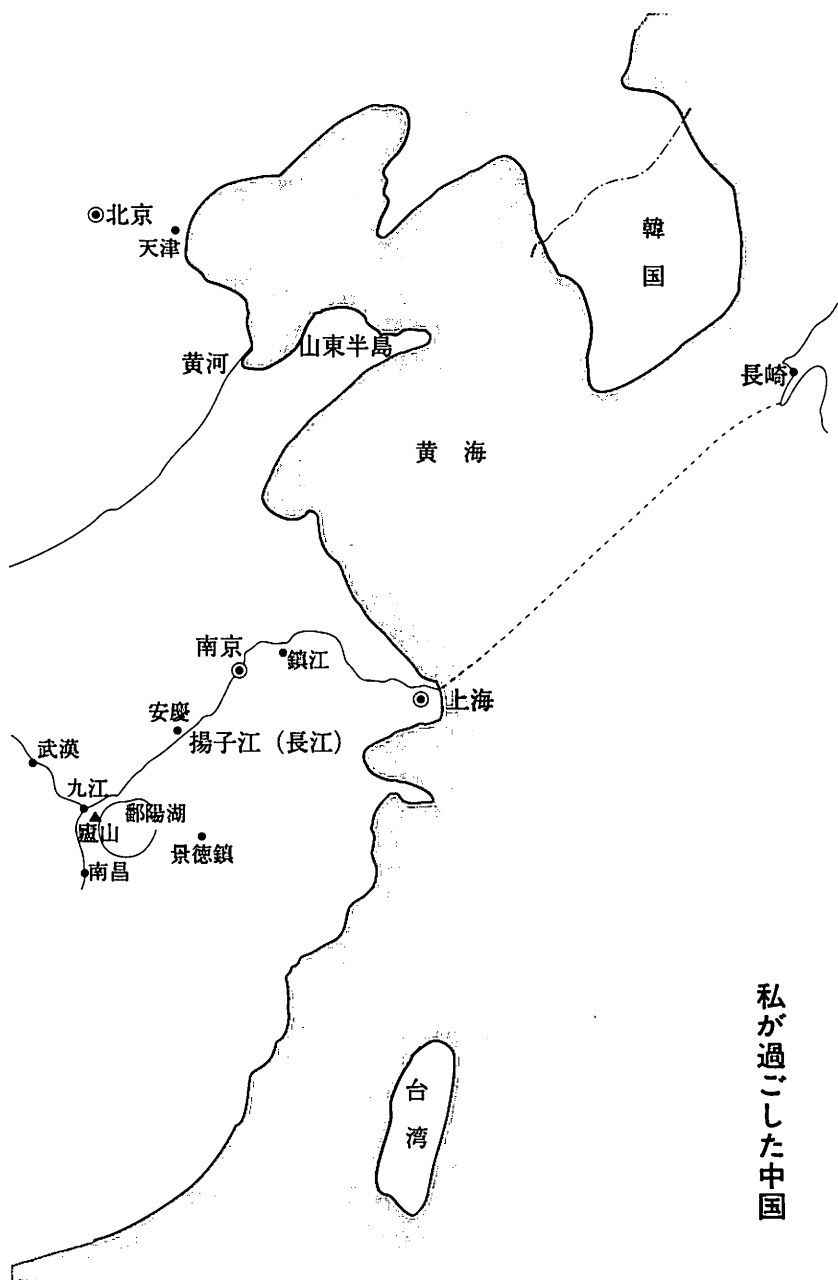 北京
天津
韓国
山東半島
黄河
長崎
黄海
南京
鎮江
上海
安慶
揚子江（長江）
武漢
九江
鄱陽湖
廬山
景徳鎮
南昌
台湾
私が過ごした中国